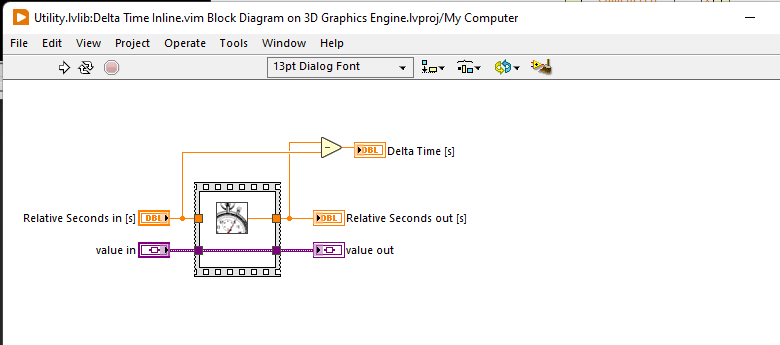 Utility.lvlib:Delta Time Inline.vim Block Diagram on 3D Graphics Engine.lvproj/My Computer
File Edit View Project Operate Tools Window Help
13pt Dialog Font
DBL Delta Time [s]
Relative Seconds in [s] DBL DBL Relative Seconds out [s]
value in value out